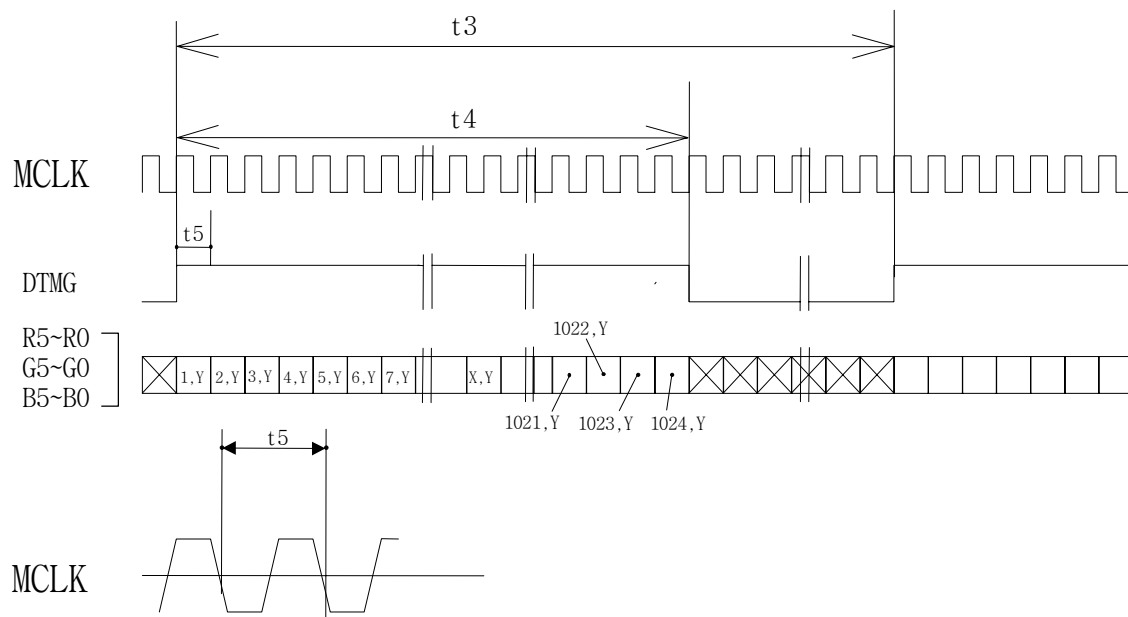 t3
t4
MCLK
t5
DTMG
R5~R0
G5~G0
B5~B0
1022,Y
1,Y 2,Y 3,Y 4,Y 5,Y 6,Y 7,Y X,Y
1021,Y 1023,Y 1024,Y
t5
MCLK